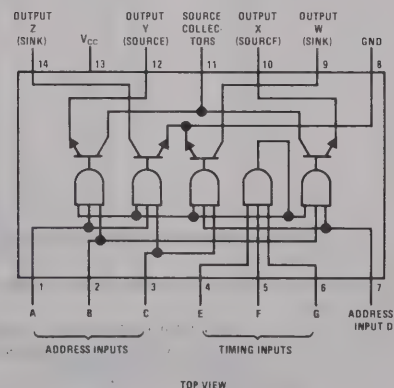 OUTPUT Z (SINK)
VCC
OUTPUT Y (SOURCE)
SOURCE COLLEC- TORS
OUTPUT X (SOURCF)
OUTPUT W (SINK)
GND
14 13 12 11 10 9 8
1 2 3 4 5 6 7
A B C E F G ADDRESS INPUT D
ADDRESS INPUTS TIMING INPUTS
TOP VIEW